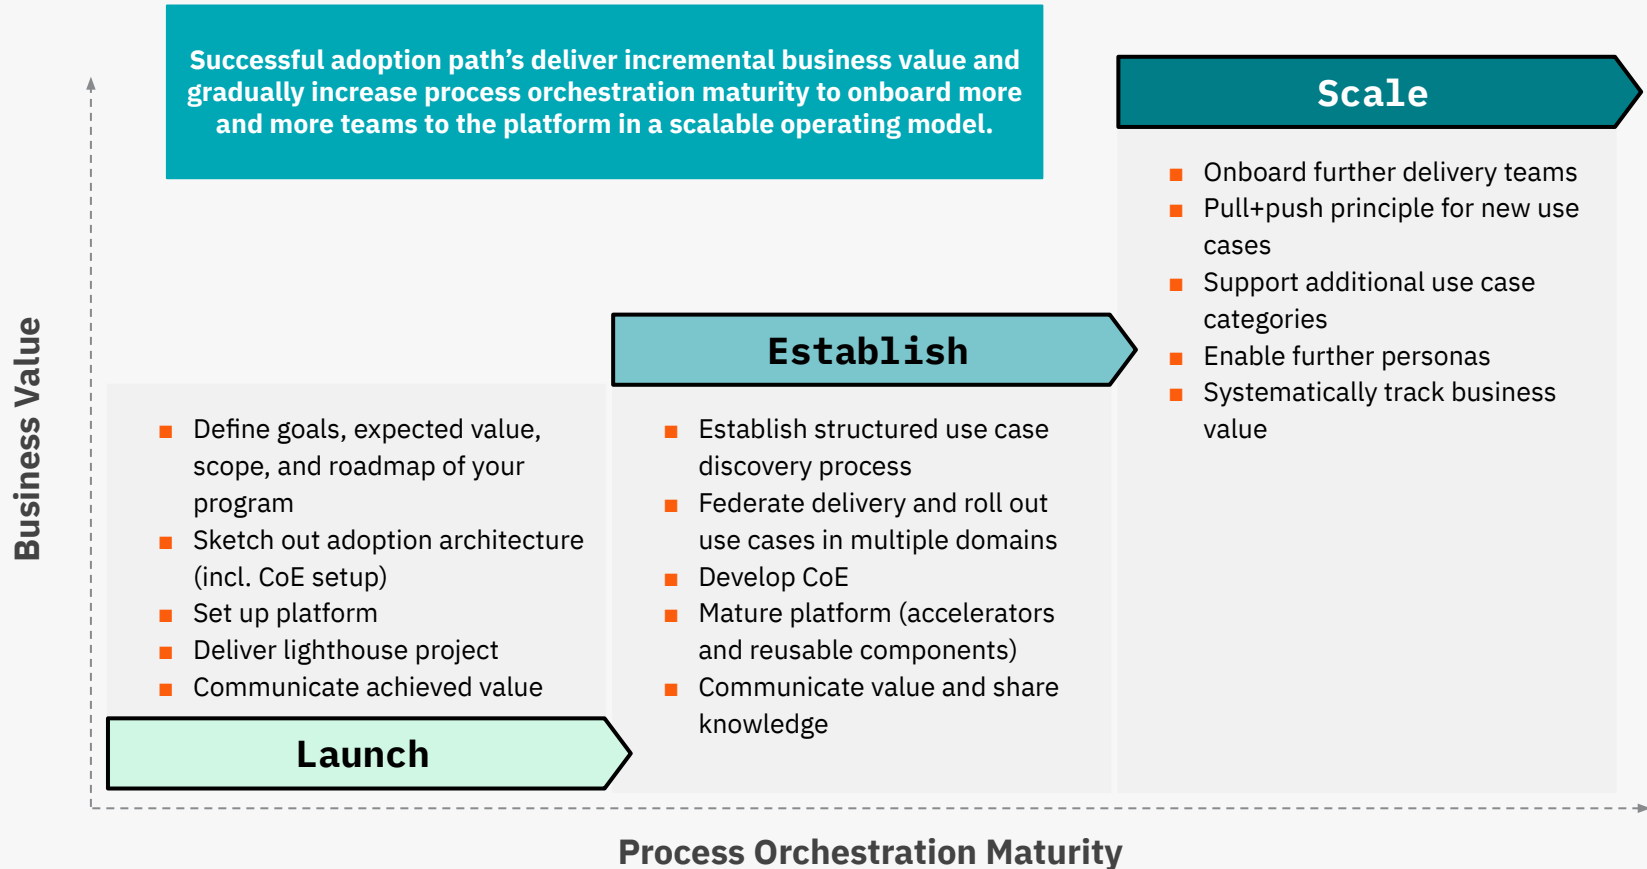 Successful adoption path's deliver incremental business value and
gradually increase process orchestration maturity to onboard more
and more teams to the platform in a scalable operating model.
Business Value
■ Define goals, expected value,
scope, and roadmap of your
program
■ Sketch out adoption architecture
(incl. CoE setup)
■ Set up platform
■ Deliver lighthouse project
■ Communicate achieved value
Launch
Establish
■ Establish structured use case
discovery process
■ Federate delivery and roll out
use cases in multiple domains
■ Develop CoE
■ Mature platform (accelerators
and reusable components)
■ Communicate value and share
knowledge
Scale
■ Onboard further delivery teams
■ Pull+push principle for new use
cases
■ Support additional use case
categories
■ Enable further personas
■ Systematically track business
value
Process Orchestration Maturity